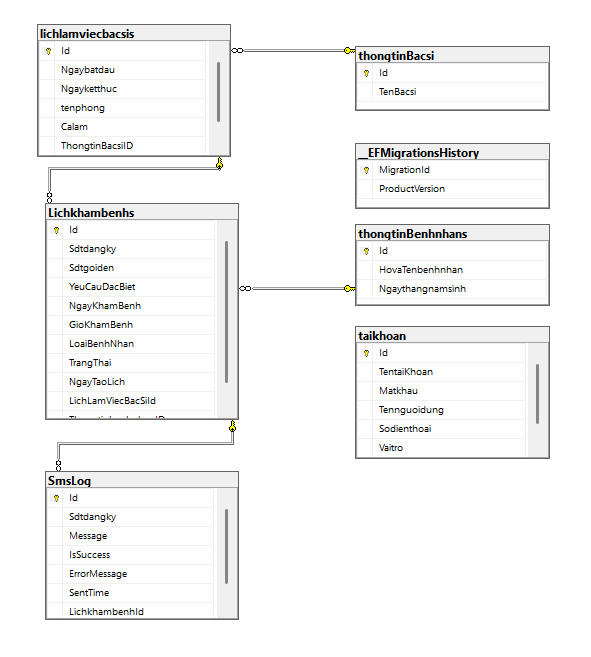 lichlamviecbacsis
Id
Ngaybatdau
Ngayketthuc
tenphong
Calam
ThongtinBacsiID
thongtinBacsi
Id
TenBacsi
__EFMigrationsHistory
MigrationId
ProductVersion
Lichkhambenhs
Id
Sdtdangky
Sdtgoiden
YeuCauDacBiet
NgayKhamBenh
GioKhamBenh
LoaiBenhNhan
TrangThai
NgayTaoLich
LichLamViecBacSiId
thongtinBenhnhans
Id
HovaTenbenhnhan
Ngaythangnamsinh
taikhoan
Id
TentaiKhoan
Matkhau
Tennguoidung
Sodienthoai
Vaitro
SmsLog
Id
Sdtdangky
Message
IsSuccess
ErrorMessage
SentTime
LichkhambenhId